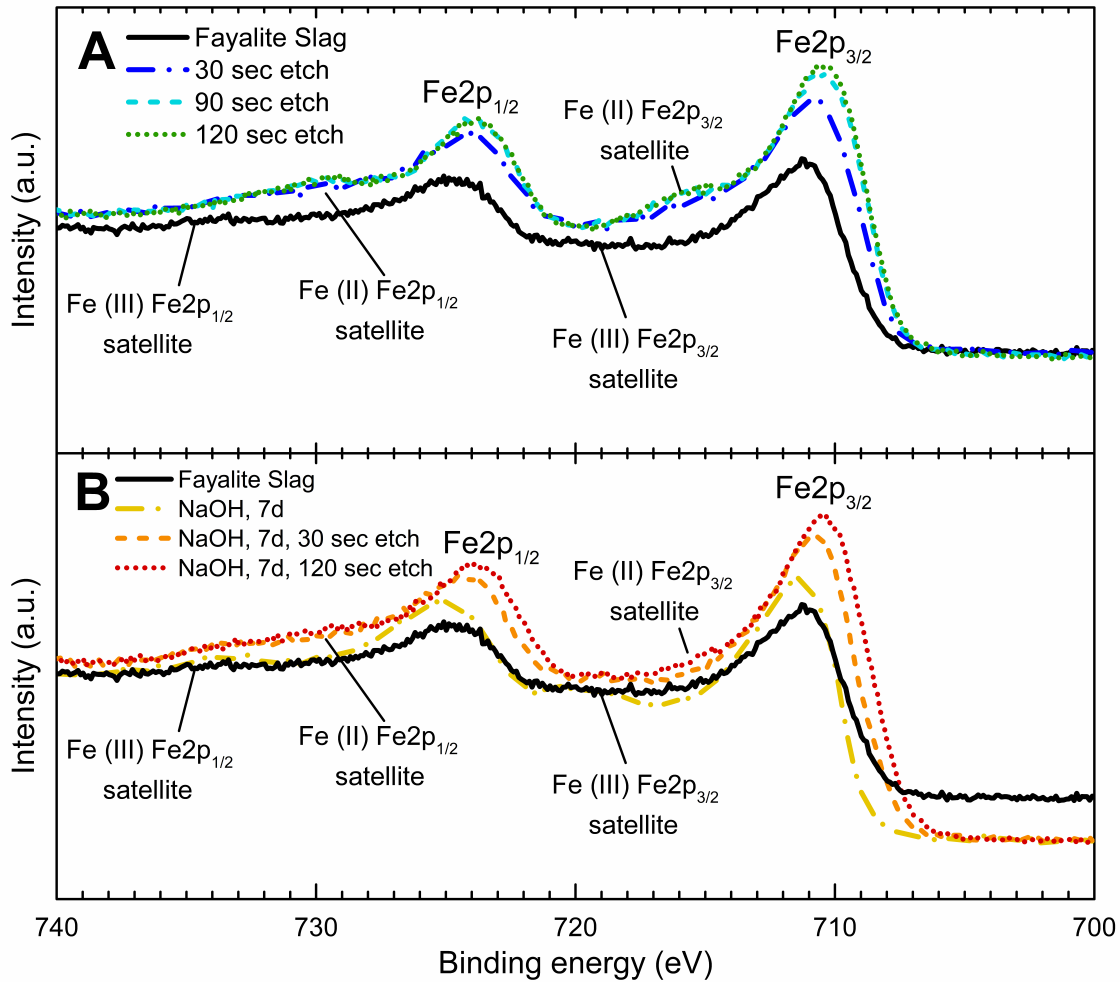 A
Fayalite Slag
30 sec etch
90 sec etch
120 sec etch
Fe2p1/2
Fe2p3/2
Fe (II) Fe2p3/2
satellite
Fe (III) Fe2p1/2
satellite
Fe (II) Fe2p1/2
satellite
Fe (III) Fe2p3/2
satellite
Intensity (a.u.)
B
Fayalite Slag
NaOH, 7d
NaOH, 7d, 30 sec etch
NaOH, 7d, 120 sec etch
Fe2p1/2
Fe2p3/2
Fe (II) Fe2p3/2
satellite
Fe (III) Fe2p1/2
satellite
Fe (II) Fe2p1/2
satellite
Fe (III) Fe2p3/2
satellite
Intensity (a.u.)
740 730 720 710 700
Binding energy (eV)